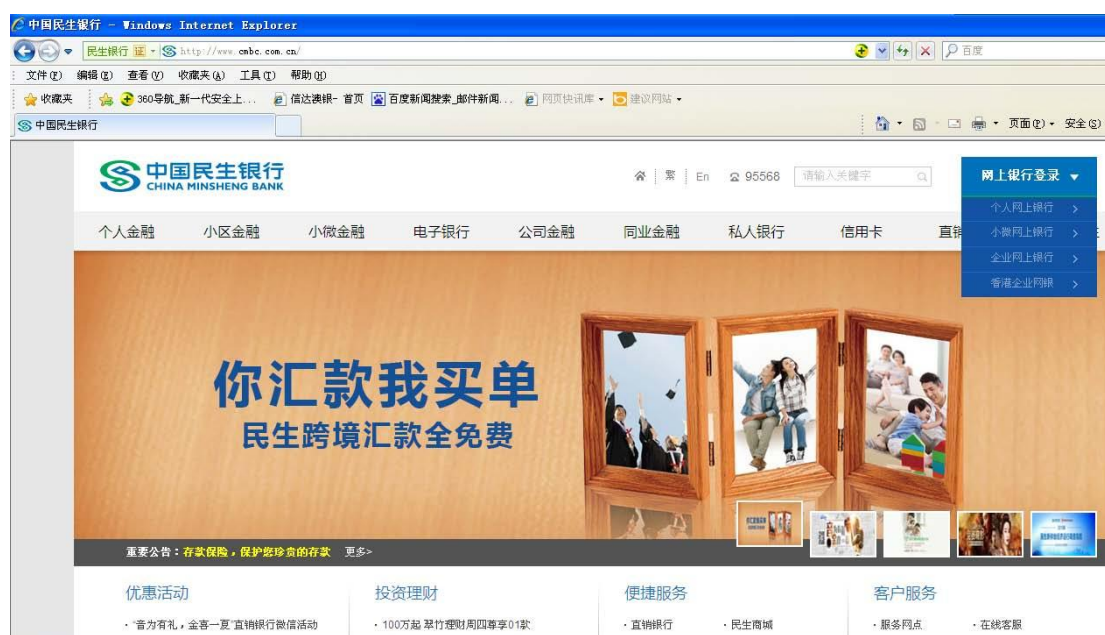 中国民生银行 - Windows Internet Explorer
民生银行 证 http://www.cmbc.com.cn/ 百度
文件(F) 编辑(E) 查看(V) 收藏夹(A) 工具(T) 帮助(H)
收藏夹 360导航_新一代安全上... 信达澳银- 首页 百度新闻搜索_邮件新闻... 网页快讯库 建议网站
中国民生银行 页面(P) 安全(S)
中国民生银行
CHINA MINSHENG BANK
繁 En 95568 请输入关键字 网上银行登录
个人网上银行
小微网上银行
企业网上银行
香港企业网银
个人金融 小区金融 小微金融 电子银行 公司金融 同业金融 私人银行 信用卡 直销
你汇款我买单
民生跨境汇款全免费
重要公告:存款保险,保护您珍贵的存款 更多>
优惠活动 投资理财 便捷服务 客户服务
· “音为有礼,金喜一夏”直销银行微信活动 · 100万起 翠竹理财周四尊享01款 · 直销银行 · 民生商城 · 服务网点 · 在线客服